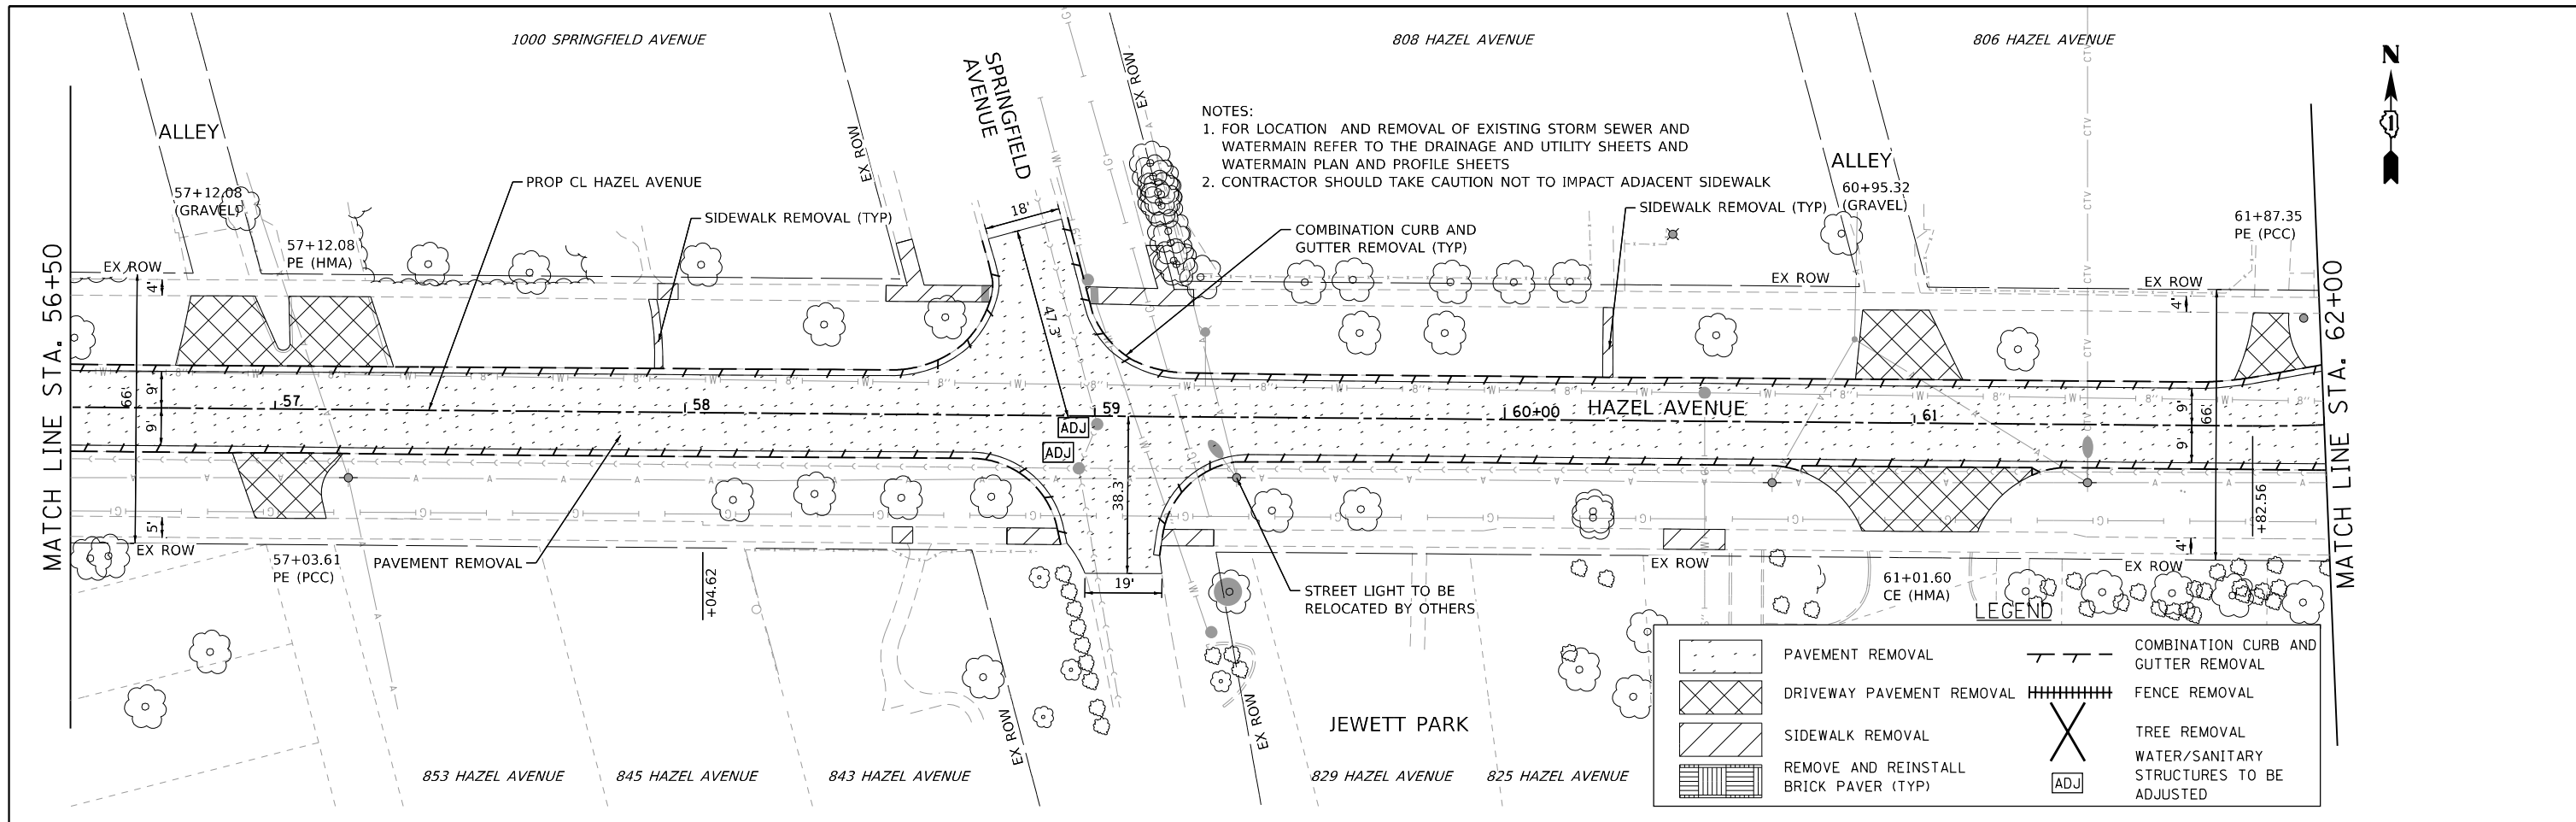 1000 SPRINGFIELD AVENUE
808 HAZEL AVENUE
806 HAZEL AVENUE
N
1
SPRINGFIELD
AVENUE
EX ROW
EX ROW
NOTES:
1. FOR LOCATION AND REMOVAL OF EXISTING STORM SEWER AND
WATERMAIN REFER TO THE DRAINAGE AND UTILITY SHEETS AND
WATERMAIN PLAN AND PROFILE SHEETS
2. CONTRACTOR SHOULD TAKE CAUTION NOT TO IMPACT ADJACENT SIDEWALK
ALLEY
ALLEY
57+12.08
(GRAVEL)
57+12.08
PE (HMA)
PROP CL HAZEL AVENUE
SIDEWALK REMOVAL (TYP)
18'
47.3'
COMBINATION CURB AND
GUTTER REMOVAL (TYP)
SIDEWALK REMOVAL (TYP)
60+95.32
(GRAVEL)
61+87.35
PE (PCC)
EX ROW
EX ROW
EX ROW
4'
4'
MATCH LINE STA. 56+50
MATCH LINE STA. 62+00
66'
9'
9'
57
58
59
60+00
HAZEL AVENUE
61
9'
9'
66'
ADJ
ADJ
38.3'
19'
5'
4'
+82.56
EX ROW
57+03.61
PE (PCC)
PAVEMENT REMOVAL
+04.62
STREET LIGHT TO BE
RELOCATED BY OTHERS
EX ROW
EX ROW
61+01.60
CE (HMA)
EX ROW
EX ROW
JEWETT PARK
853 HAZEL AVENUE
845 HAZEL AVENUE
843 HAZEL AVENUE
829 HAZEL AVENUE
825 HAZEL AVENUE
LEGEND
PAVEMENT REMOVAL
DRIVEWAY PAVEMENT REMOVAL
SIDEWALK REMOVAL
REMOVE AND REINSTALL
BRICK PAVER (TYP)
COMBINATION CURB AND
GUTTER REMOVAL
FENCE REMOVAL
TREE REMOVAL
ADJ
WATER/SANITARY
STRUCTURES TO BE
ADJUSTED